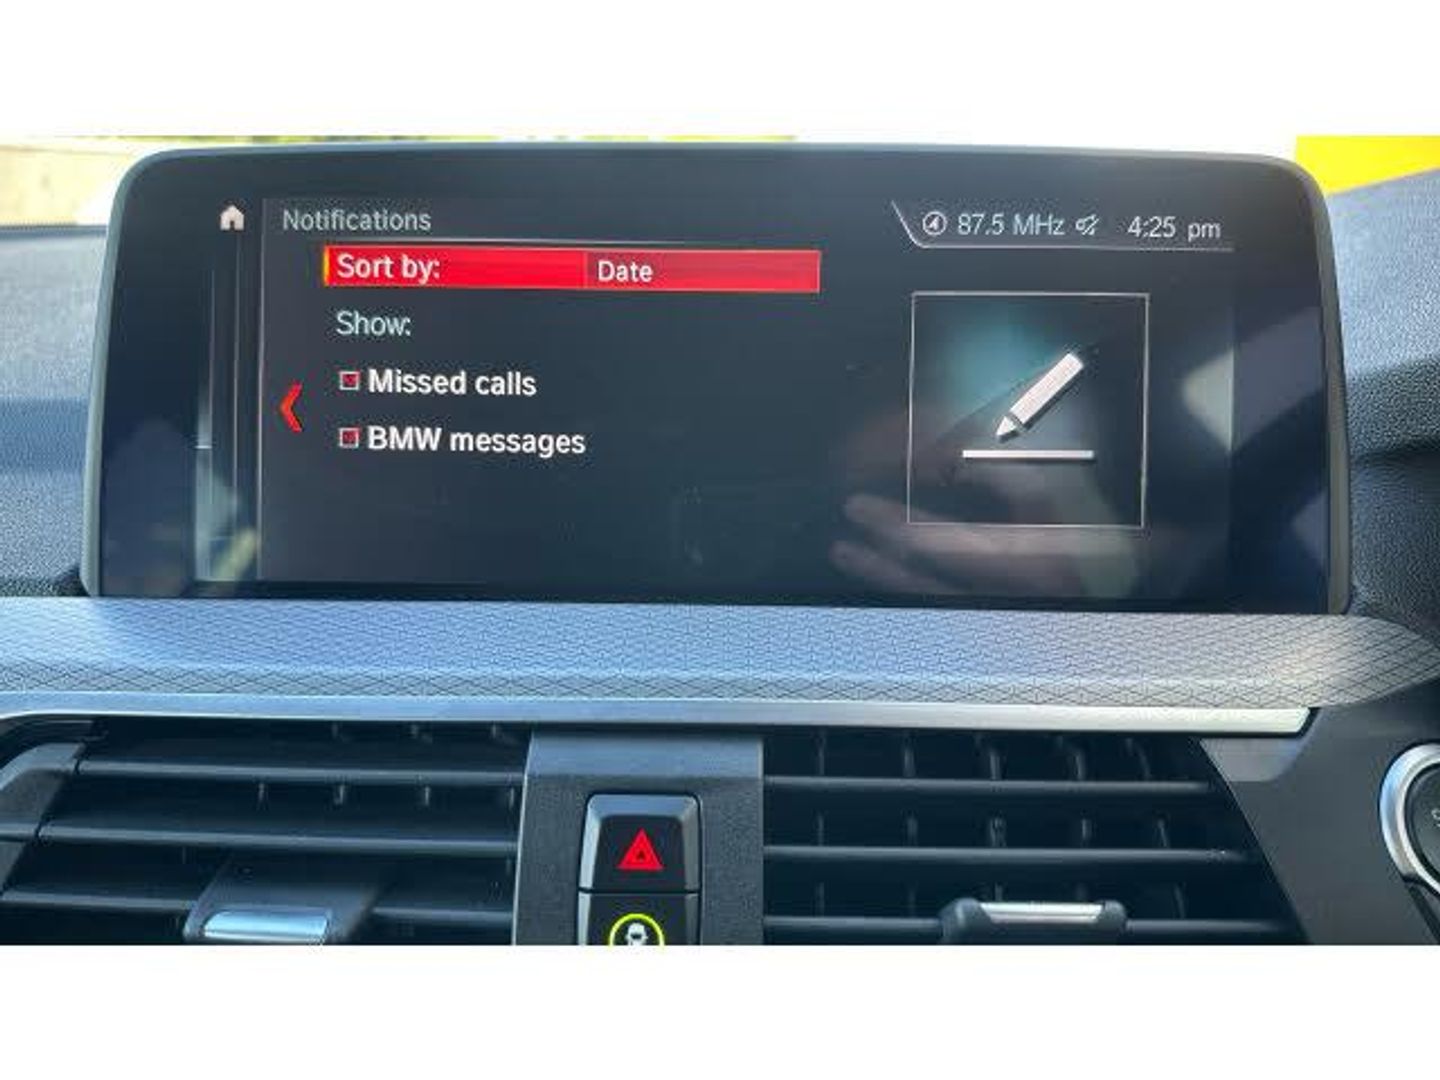 Notifications
87.5 MHz 4:25 pm
Sort by: Date
Show:
Missed calls
BMW messages